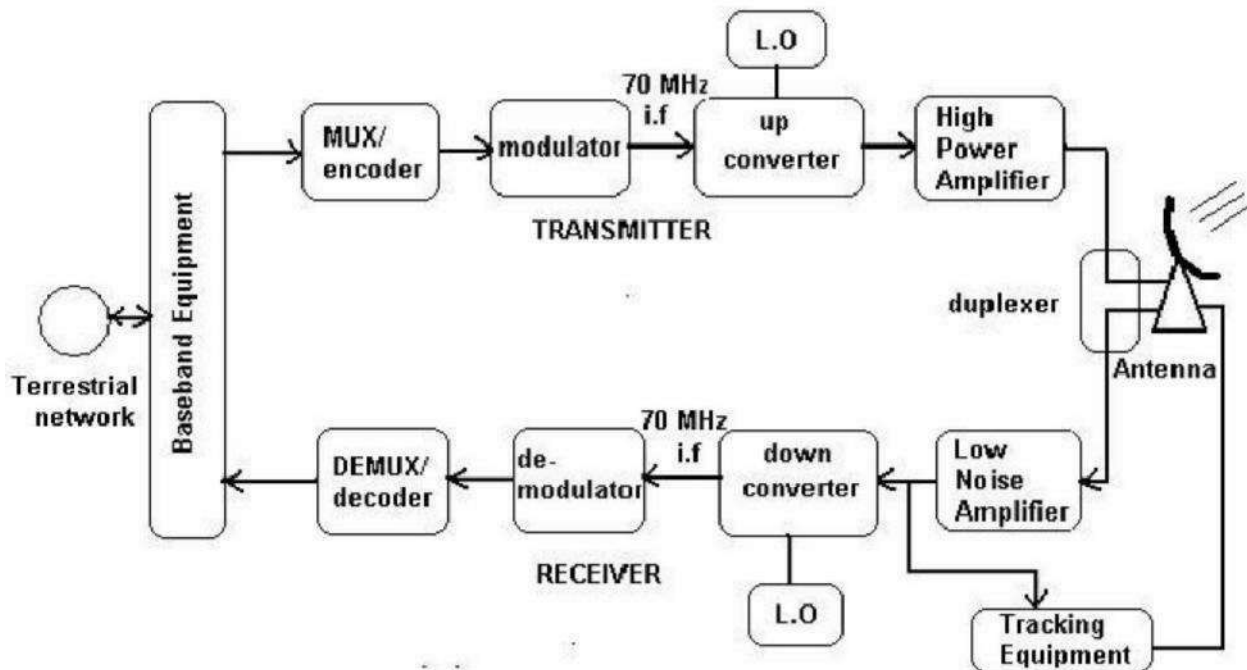 L.O
70 MHz
i.f
MUX/
encoder
modulator
up
converter
High
Power
Amplifier
TRANSMITTER
Baseband Equipment
Terrestrial
network
duplexer
Antenna
70 MHz
i.f
DEMUX/
decoder
de-
modulator
down
converter
Low
Noise
Amplifier
RECEIVER
L.O
Tracking
Equipment